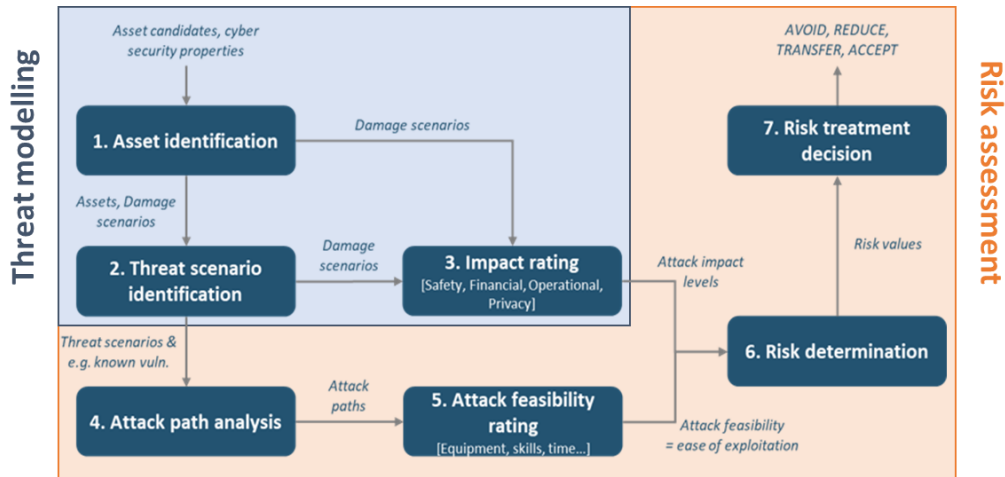 Threat modelling
Asset candidates, cyber
security properties
1. Asset identification
Damage scenarios
Assets, Damage
scenarios
2. Threat scenario
identification
Damage
scenarios
3. Impact rating
[Safety, Financial, Operational,
Privacy]
Threat scenarios &
e.g. known vuln.
4. Attack path analysis
Attack
paths
5. Attack feasibility
rating
[Equipment, skills, time...]
Attack impact
levels
Attack feasibility
= ease of exploitation
6. Risk determination
Risk values
7. Risk treatment
decision
AVOID, REDUCE,
TRANSFER, ACCEPT
Risk assessment